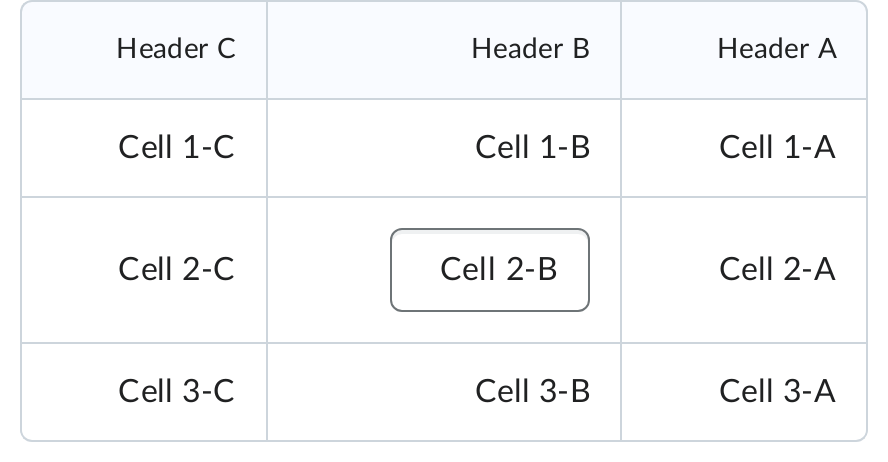 Header C Header B Header A
Cell 1-C Cell 1-B Cell 1-A
Cell 2-C Cell 2-B Cell 2-A
Cell 3-C Cell 3-B Cell 3-A